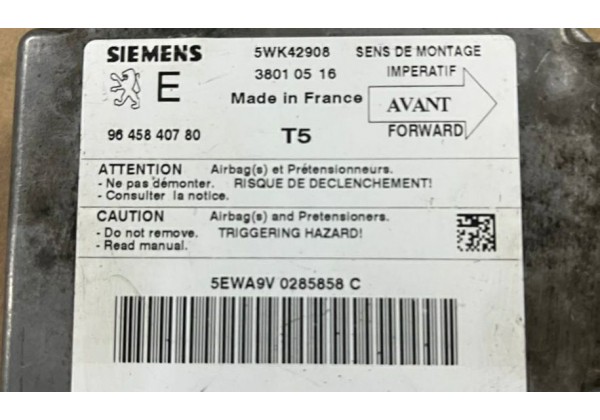 SIEMENS 5WK42908 SENS DE MONTAGE
E 3801 05 16 IMPERATIF
Made in France AVANT
96 458 407 80 T5 FORWARD
ATTENTION Airbag(s) et Prétensionneurs.
- Ne pas démonter. RISQUE DE DECLENCHEMENT!
- Consulter la notice.
CAUTION Airbag(s) and Pretensioners.
- Do not remove. TRIGGERING HAZARD!
- Read manual.
5EWA9V 0285858 C